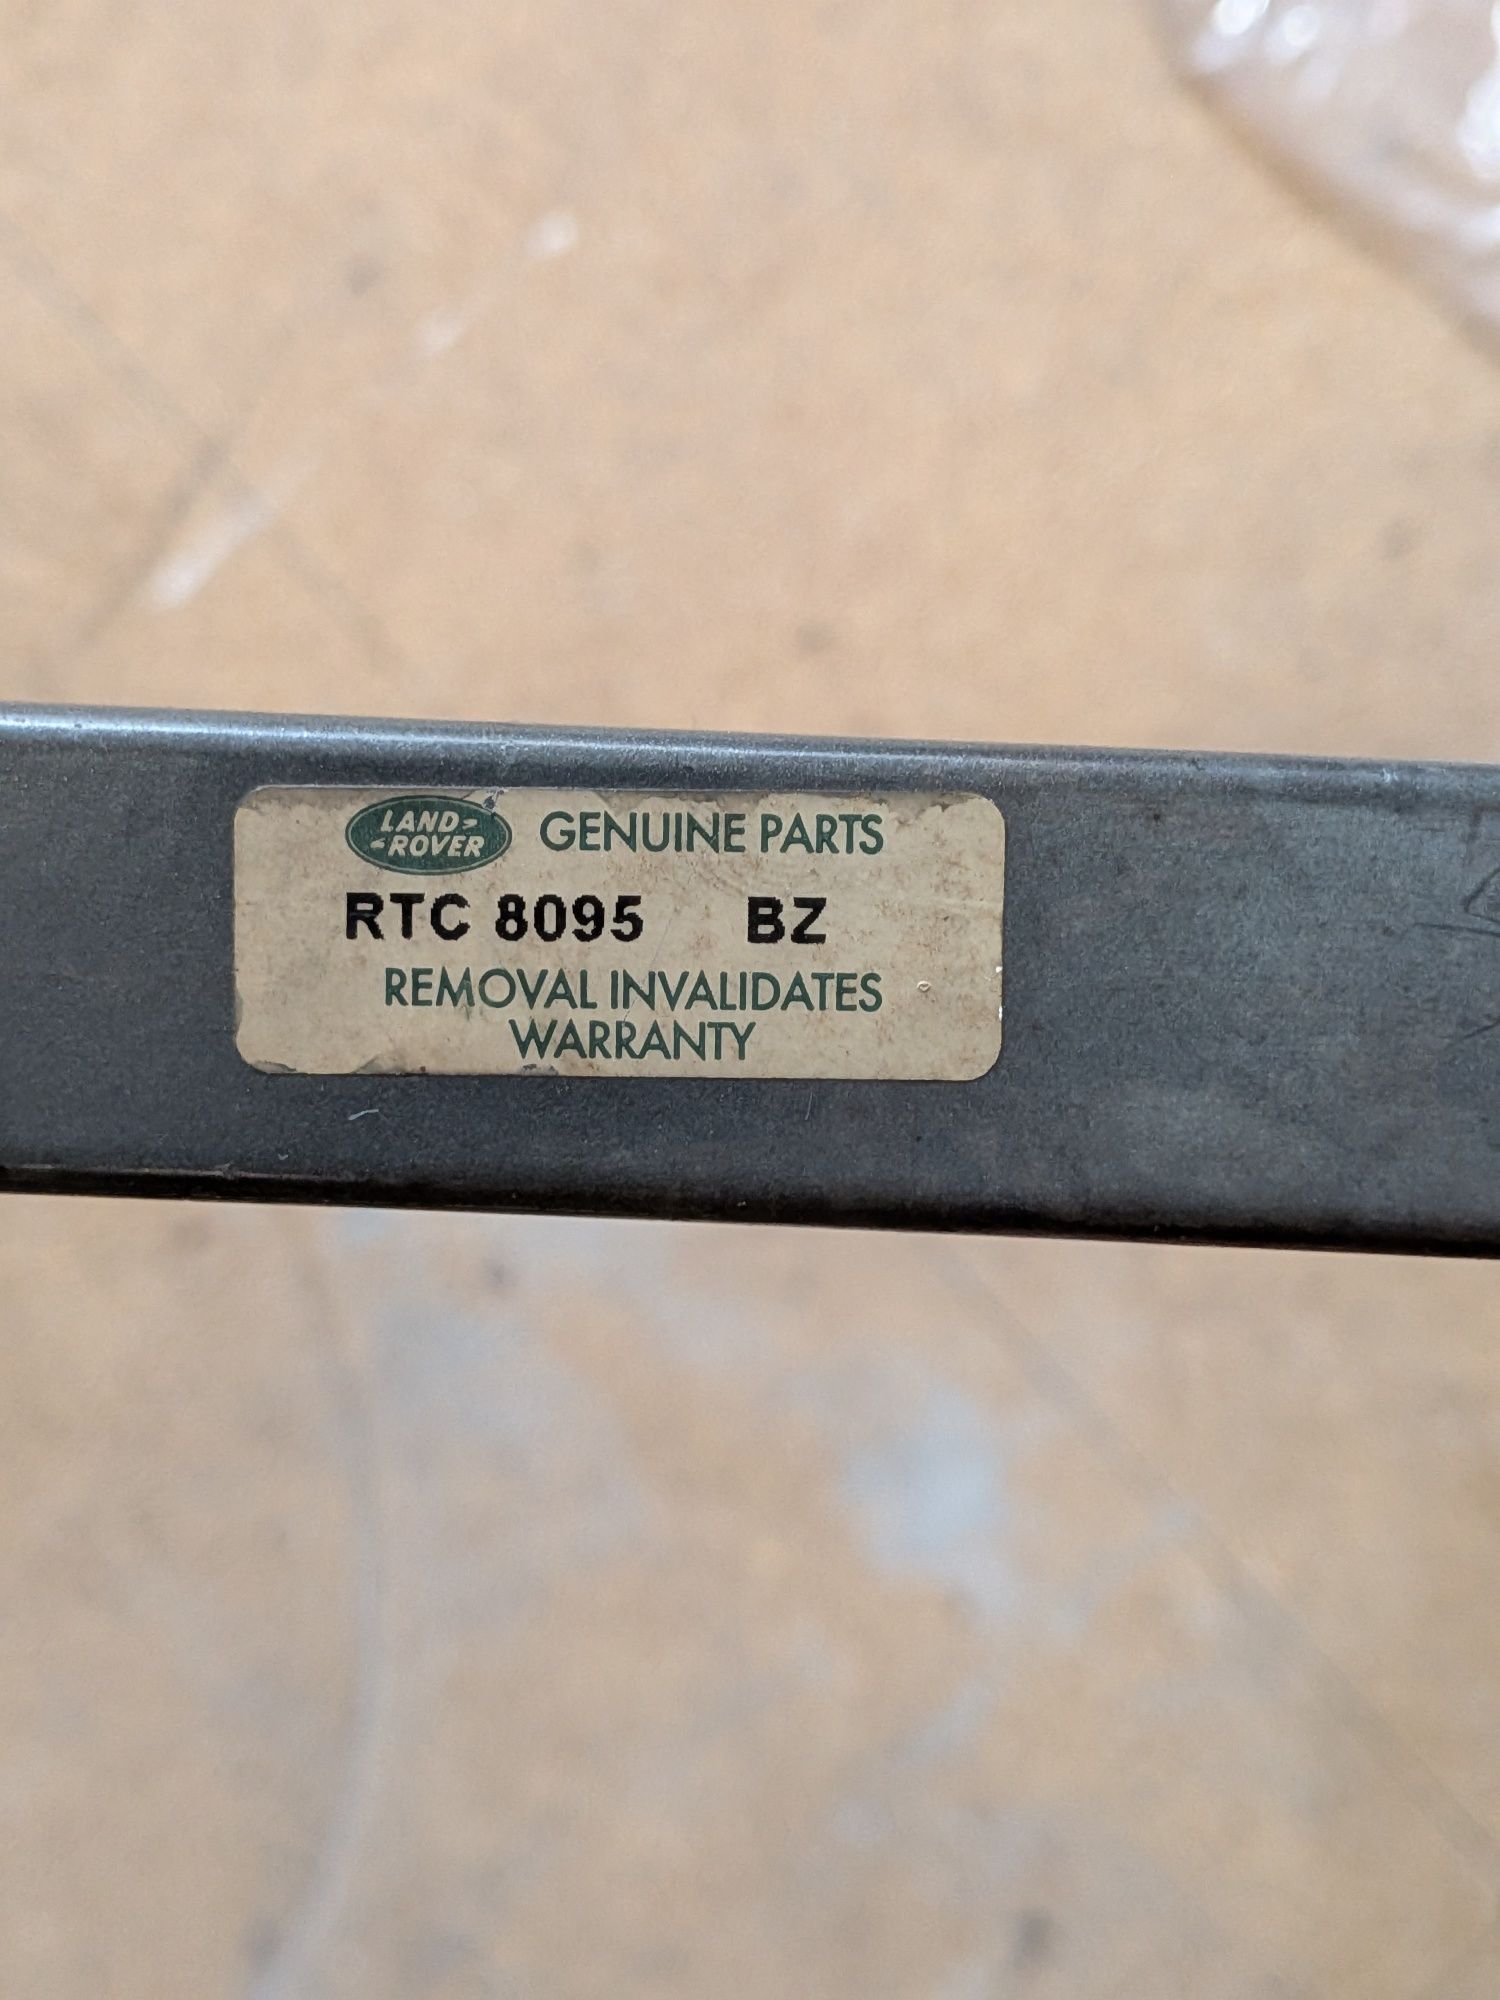 LAND-
-ROVER
GENUINE PARTS
RTC 8095 BZ
REMOVAL INVALIDATES
WARRANTY